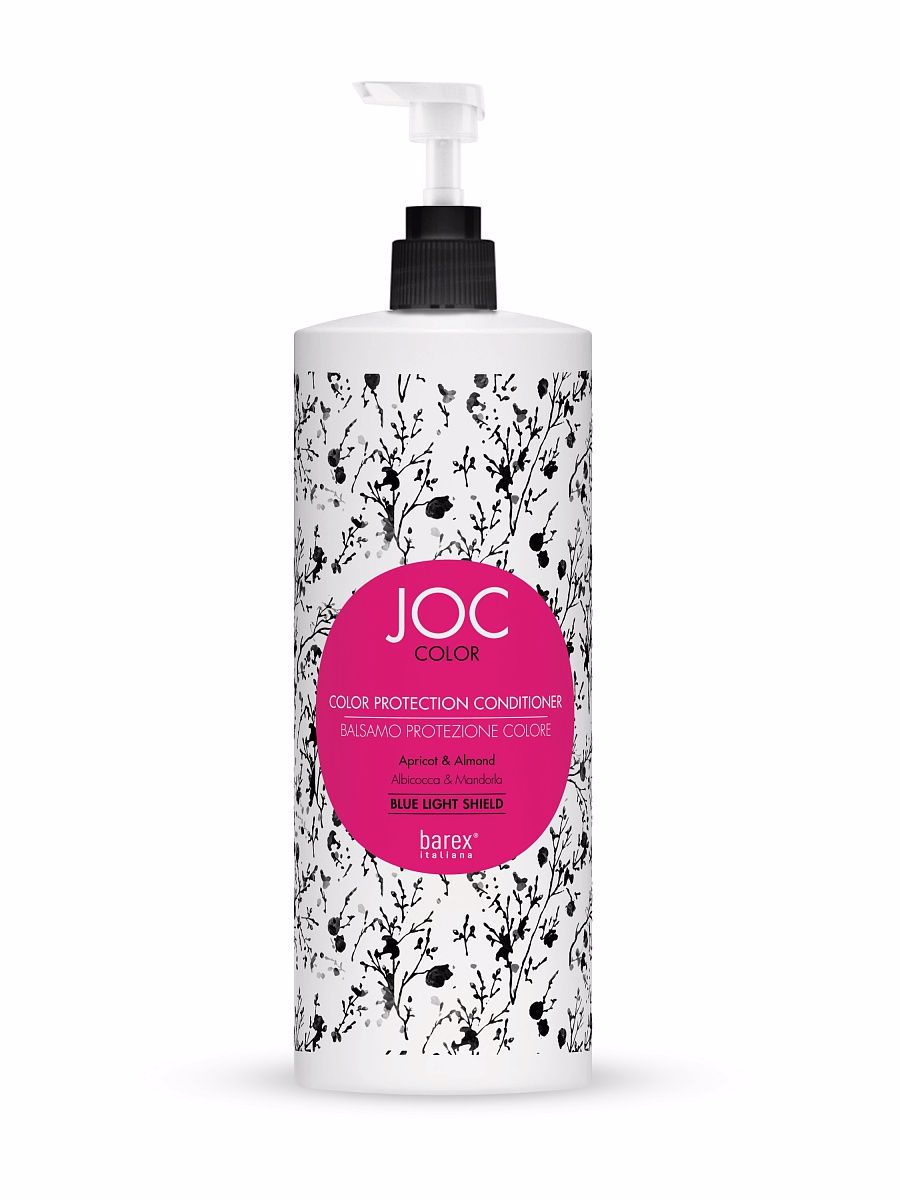 JOC
COLOR
COLOR PROTECTION CONDITIONER
BALSAMO PROTEZIONE COLORE
Apricot & Almond
Albicocca & Mandorla
BLUE LIGHT SHIELD
barex®
italiana